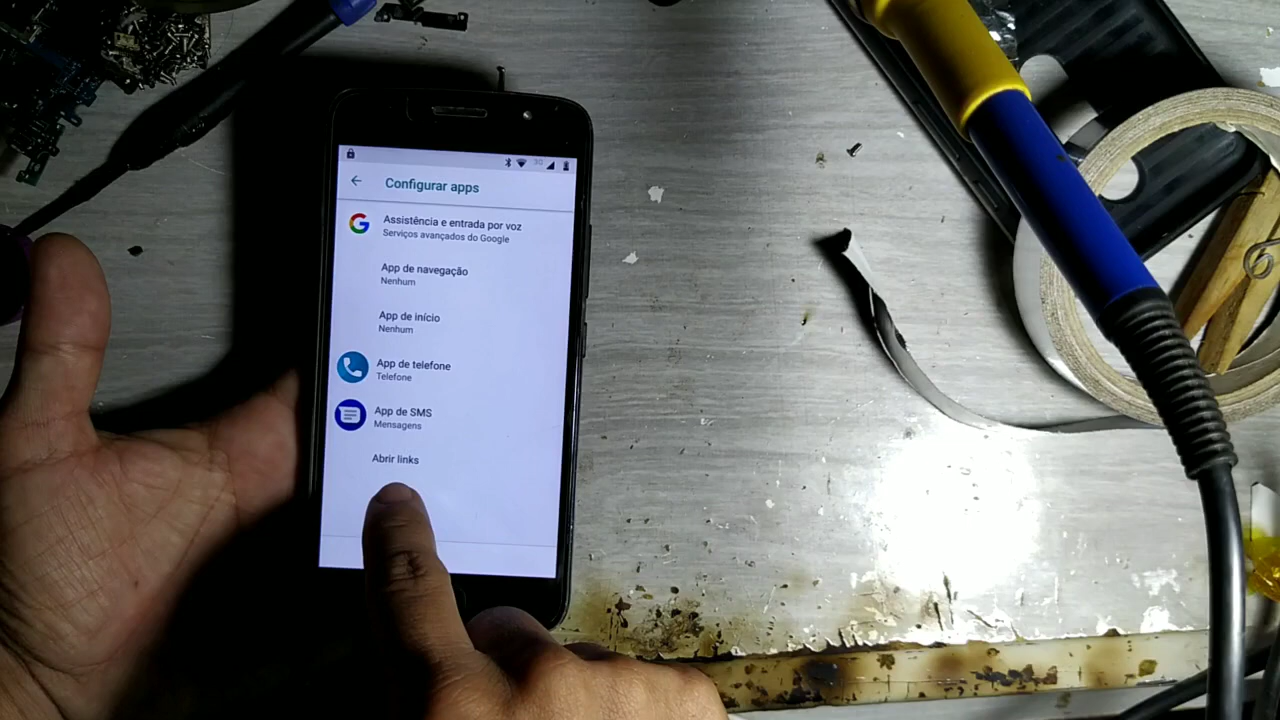 3G
Configurar apps
Assistência e entrada por voz
Serviços avançados do Google
App de navegação
Nenhum
App de início
Nenhum
App de telefone
Telefone
App de SMS
Mensagens
Abrir links